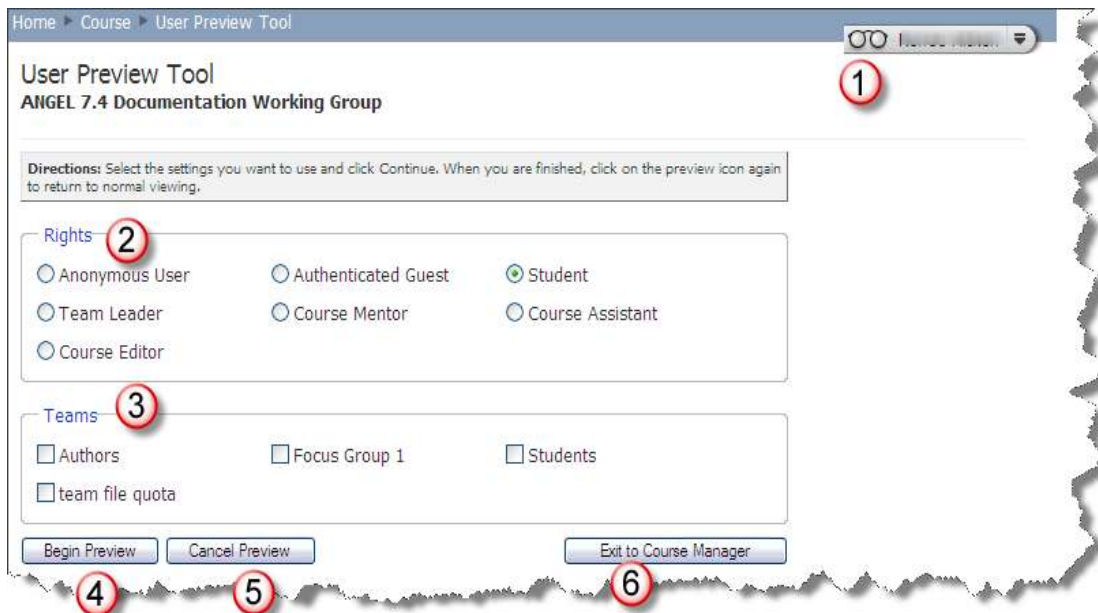 Home Course User Preview Tool
1
User Preview Tool
ANGEL 7.4 Documentation Working Group
Directions: Select the settings you want to use and click Continue. When you are finished, click on the preview icon again
to return to normal viewing.
Rights 2
Anonymous User Authenticated Guest Student
Team Leader Course Mentor Course Assistant
Course Editor
Teams 3
Authors Focus Group 1 Students
team file quota
Begin Preview Cancel Preview Exit to Course Manager
4 5 6